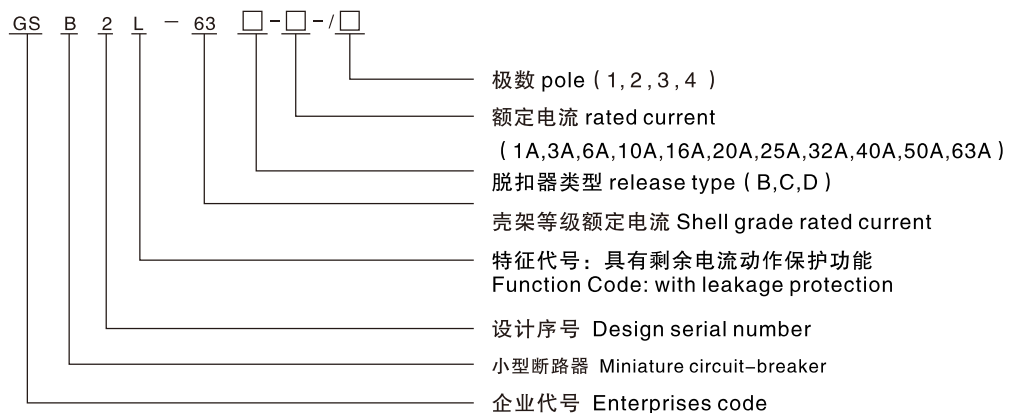 GS B 2 L - 63 □-□-/□
极数 pole ( 1, 2 , 3 , 4 )
额定电流 rated current
( 1A,3A,6A,10A,16A,20A,25A,32A,40A,50A,63A )
脱扣器类型 release type ( B,C,D )
壳架等级额定电流 Shell grade rated current
特征代号：具有剩余电流动作保护功能
Function Code: with leakage protection
设计序号 Design serial number
小型断路器 Miniature circuit-breaker
企业代号 Enterprises code